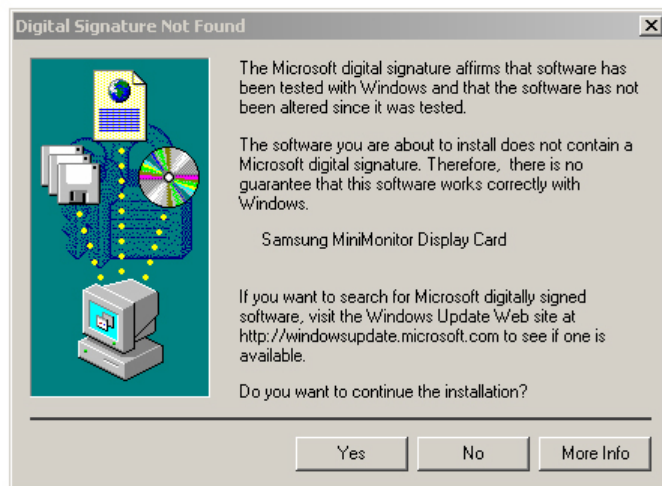 Digital Signature Not Found
The Microsoft digital signature affirms that software has
been tested with Windows and that the software has not
been altered since it was tested.
The software you are about to install does not contain a
Microsoft digital signature. Therefore, there is no
guarantee that this software works correctly with
Windows.
Samsung MiniMonitor Display Card
If you want to search for Microsoft digitally signed
software, visit the Windows Update Web site at
http://windowsupdate.microsoft.com to see if one is
available.
Do you want to continue the installation?
Yes No More Info